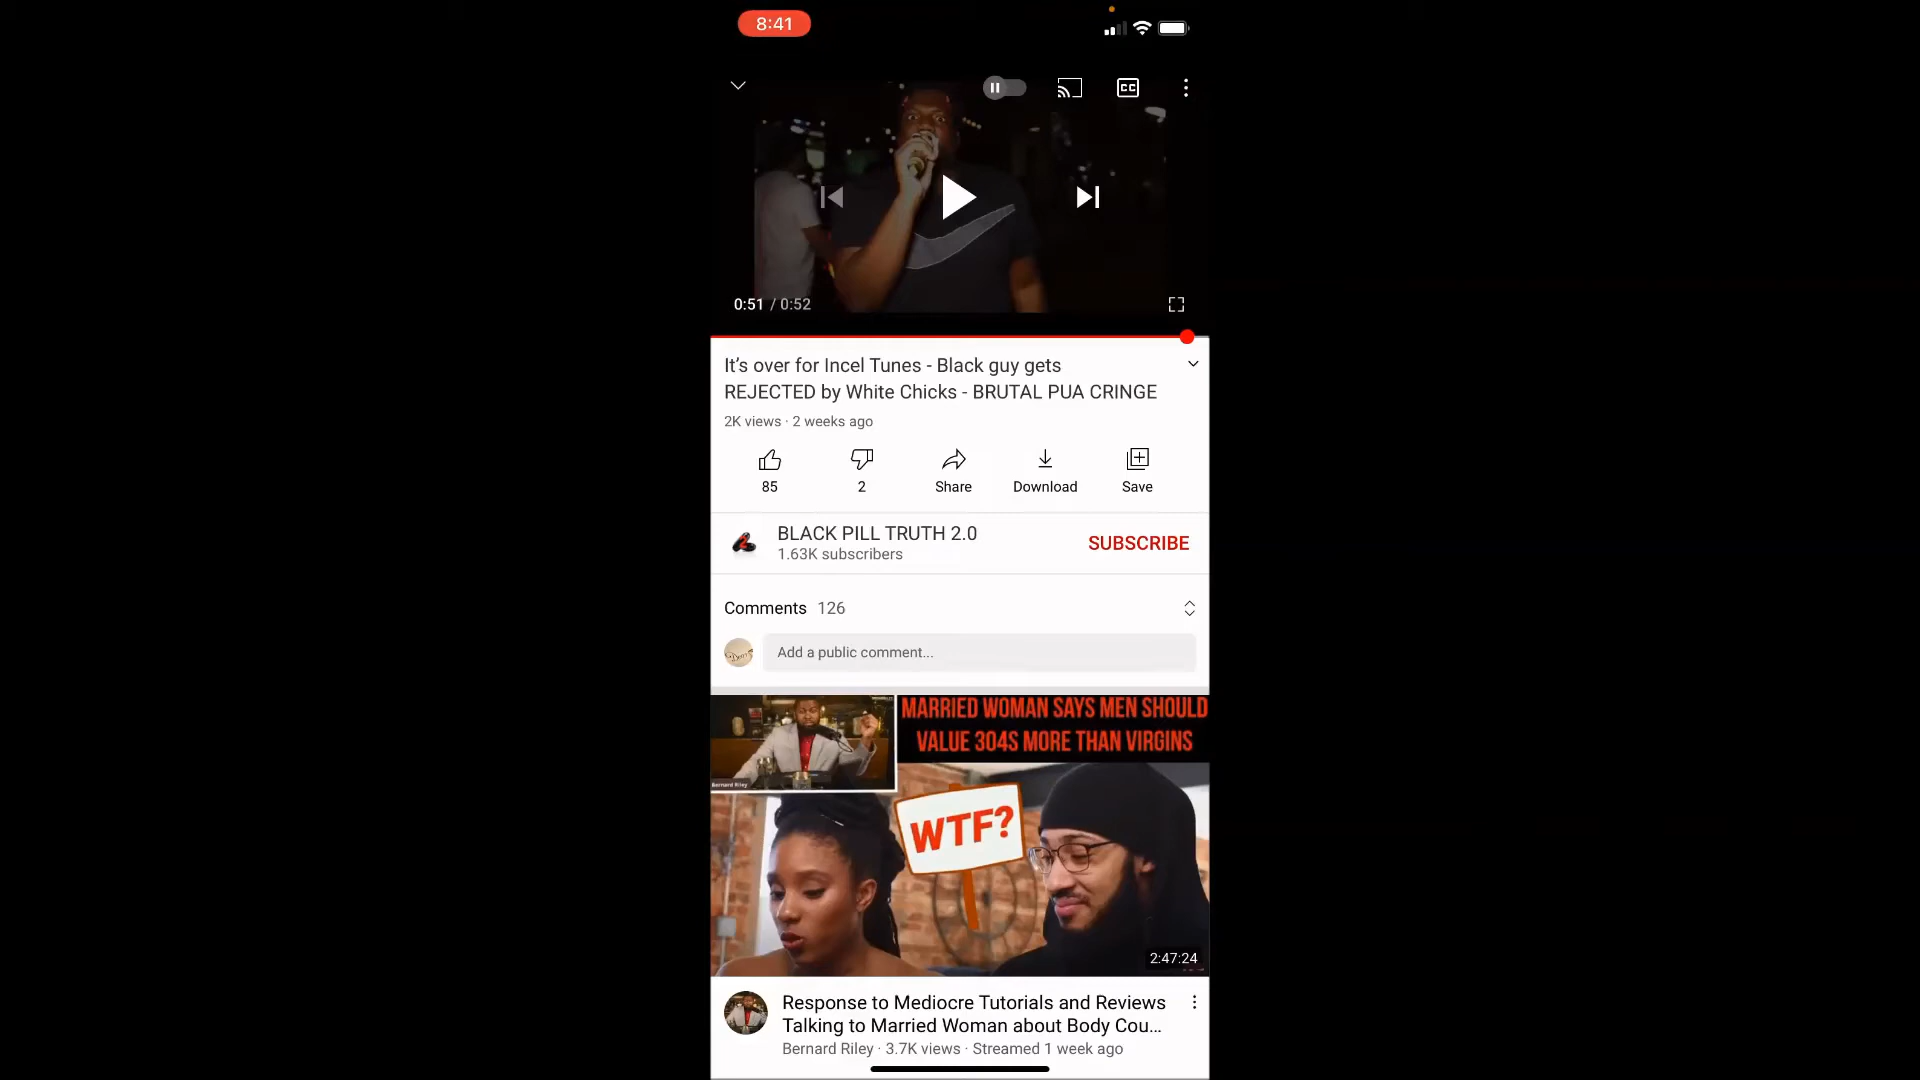 8:41
CC
0:51 / 0:52
It's over for Incel Tunes - Black guy gets
REJECTED by White Chicks - BRUTAL PUA CRINGE
2K views · 2 weeks ago
85
2
Share
Download
Save
BLACK PILL TRUTH 2.0
1.63K subscribers
SUBSCRIBE
Comments 126
Add a public comment...
MARRIED WOMAN SAYS MEN SHOULD
VALUE 304S MORE THAN VIRGINS
Bernard Riley
WTF?
2:47:24
Response to Mediocre Tutorials and Reviews
Talking to Married Woman about Body Cou...
Bernard Riley · 3.7K views · Streamed 1 week ago